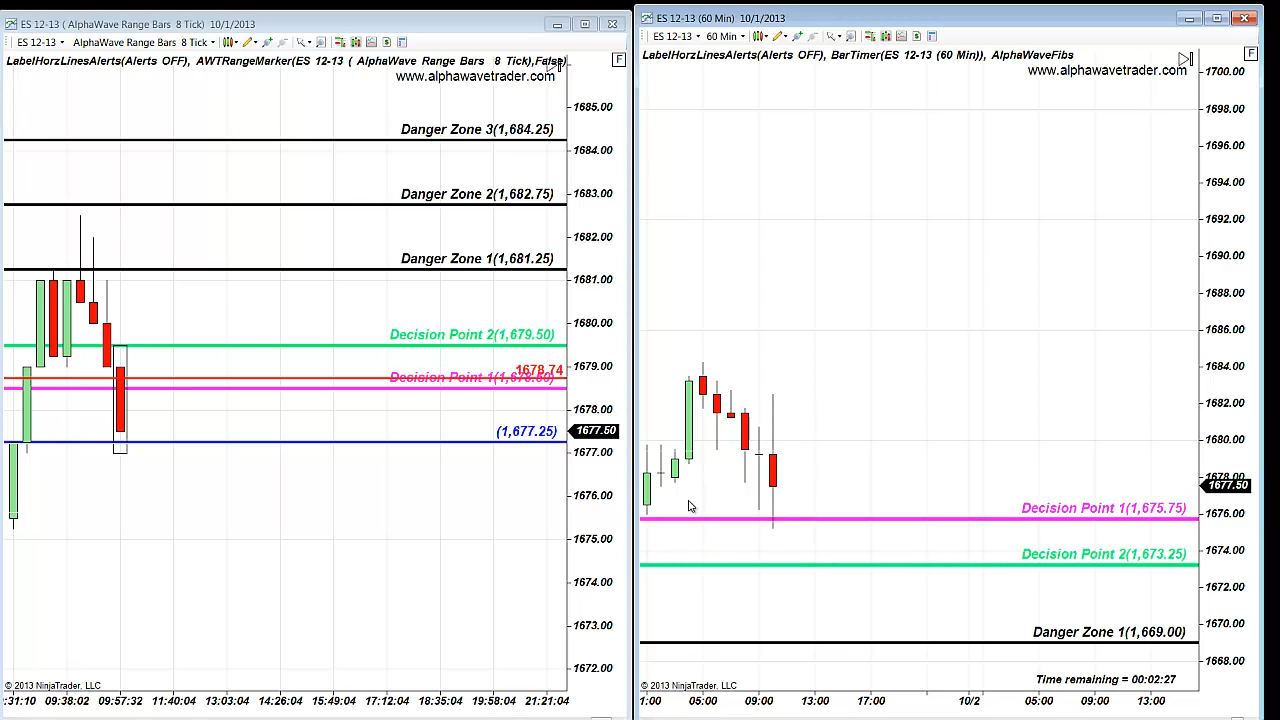 ES 12-13 ( AlphaWave Range Bars 8 Tick) 10/1/2013
ES 12-13 AlphaWave Range Bars 8 Tick
LabelHorzLinesAlerts(Alerts OFF), AWTRangeMarker(ES 12-13 ( AlphaWave Range Bars 8 Tick),False)
F
www.alphawavetrader.com
1685.00
Danger Zone 3(1,684.25)
1684.00
Danger Zone 2(1,682.75)
1683.00
1682.00
Danger Zone 1(1,681.25)
1681.00
1680.00
Decision Point 2(1,679.50)
1679.00
1678.74
Decision Point 1(1,678.50)
1678.00
(1,677.25)
1677.50
1677.00
1676.00
1675.00
1674.00
1673.00
1672.00
© 2013 NinjaTrader, LLC
:31:10 09:38:02 09:57:32 11:40:04 13:03:04 14:26:04 15:49:04 17:12:04 18:35:04 19:58:04 21:21:04
ES 12-13 (60 Min) 10/1/2013
ES 12-13 60 Min
LabelHorzLinesAlerts(Alerts OFF), BarTimer(ES 12-13 (60 Min)), AlphaWaveFibs
F
www.alphawavetrader.com
1700.00
1698.00
1696.00
1694.00
1692.00
1690.00
1688.00
1686.00
1684.00
1682.00
1680.00
1678.00
1677.50
Decision Point 1(1,675.75)
1676.00
Decision Point 2(1,673.25)
1674.00
1672.00
1670.00
Danger Zone 1(1,669.00)
1668.00
Time remaining = 00:02:27
© 2013 NinjaTrader, LLC
1:00 05:00 09:00 13:00 17:00 10/2 05:00 09:00 13:00